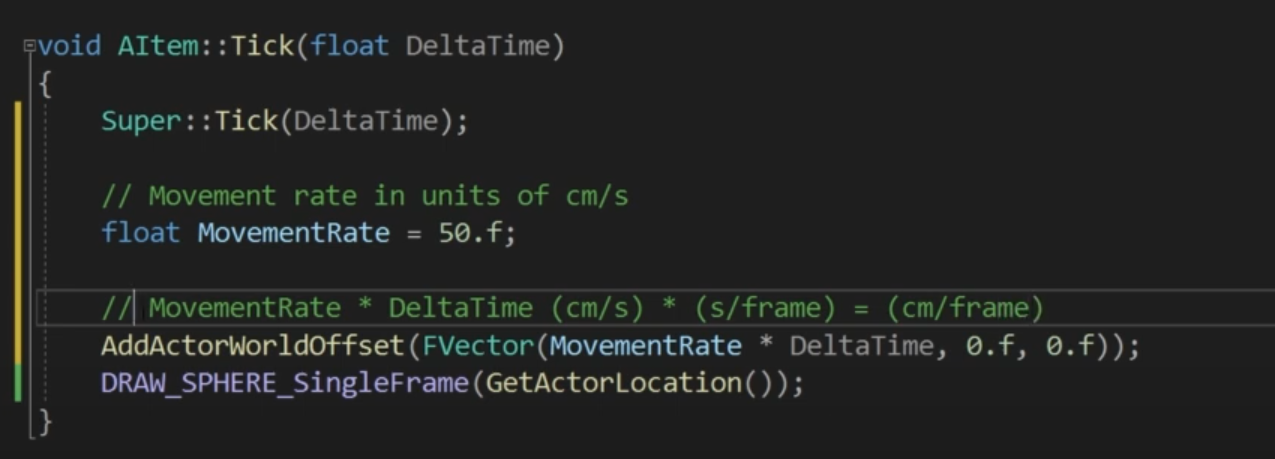 void AItem::Tick(float DeltaTime)
{
Super::Tick(DeltaTime);
// Movement rate in units of cm/s
float MovementRate = 50.f;
// MovementRate * DeltaTime (cm/s) * (s/frame) = (cm/frame)
AddActorWorldOffset(FVector(MovementRate * DeltaTime, 0.f, 0.f));
DRAW_SPHERE_SingleFrame(GetActorLocation());
}